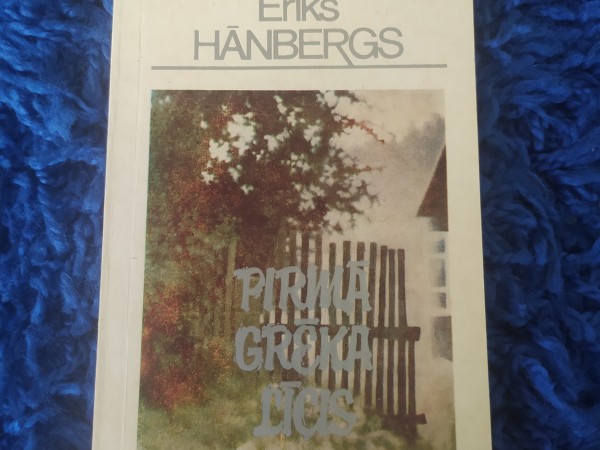 Ēriks
HĀNBERGS
PIRMĀ
GRĒKA
LĪCIS